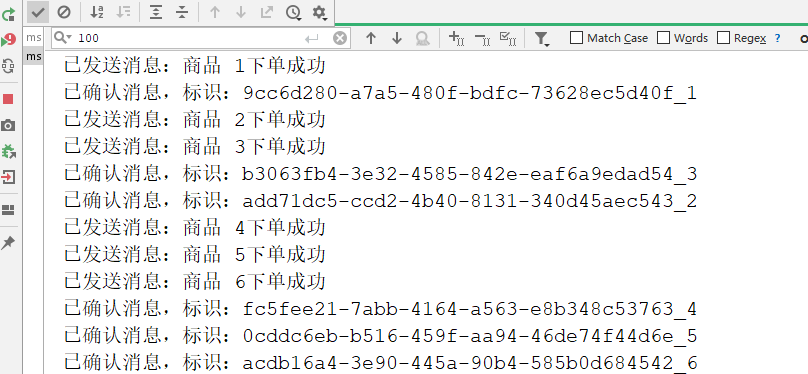 100
Match Case
Words
Regex
?
ms
ms
已发送消息：商品 1下单成功
已确认消息，标识：9cc6d280-a7a5-480f-bdfc-73628ec5d40f_1
已发送消息：商品 2下单成功
已发送消息：商品 3下单成功
已确认消息，标识：b3063fb4-3e32-4585-842e-eaf6a9edad54_3
已确认消息，标识：add71dc5-ccd2-4b40-8131-340d45aec543_2
已发送消息：商品 4下单成功
已发送消息：商品 5下单成功
已发送消息：商品 6下单成功
已确认消息，标识：fc5fee21-7abb-4164-a563-e8b348c53763_4
已确认消息，标识：0cddc6eb-b516-459f-aa94-46de74f44d6e_5
已确认消息，标识：acdb16a4-3e90-445a-90b4-585b0d684542_6